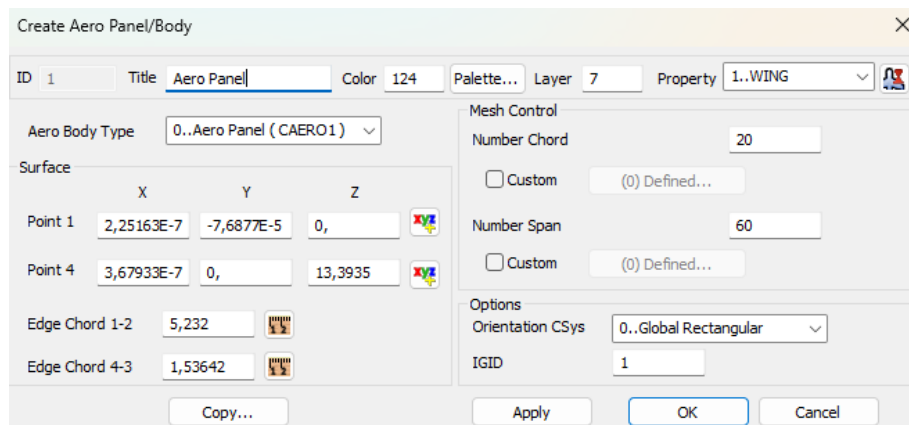 Create Aero Panel/Body
ID 1 Title Aero Panel Color 124 Palette... Layer 7 Property 1..WING
Aero Body Type 0..Aero Panel (CAERO1)
Surface
X Y Z
Point 1 2,25163E-7 -7,6877E-5 0, xyz
Point 4 3,67933E-7 0, 13,3935 xyz
Edge Chord 1-2 5,232
Edge Chord 4-3 1,53642
Mesh Control
Number Chord 20
Custom (0) Defined...
Number Span 60
Custom (0) Defined...
Options
Orientation CSys 0..Global Rectangular
IGID 1
Copy... Apply OK Cancel